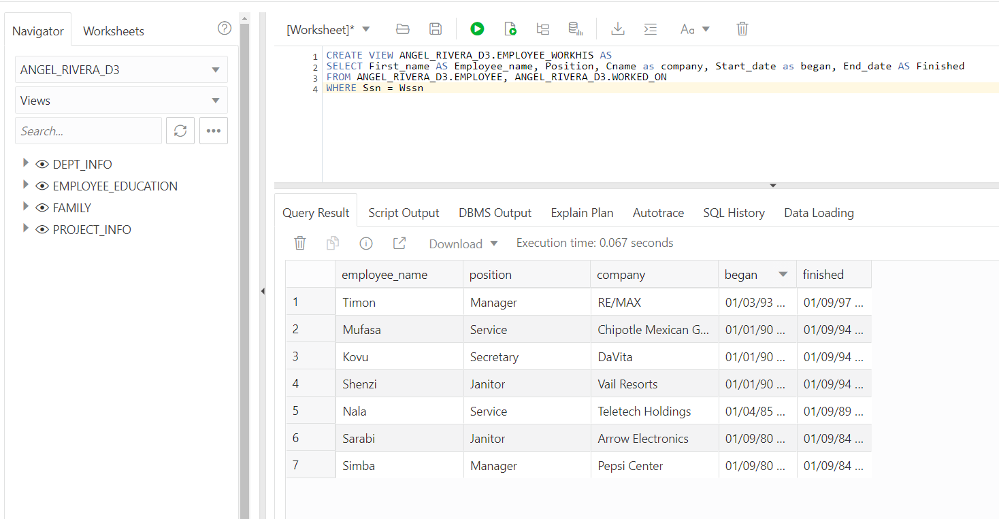 Navigator Worksheets
ANGEL_RIVERA_D3
Views
Search...
DEPT_INFO
EMPLOYEE_EDUCATION
FAMILY
PROJECT_INFO
[Worksheet]* Aa
1 CREATE VIEW ANGEL_RIVERA_D3.EMPLOYEE_WORKHIS AS
2 SELECT First_name AS Employee_name, Position, Cname as company, Start_date as began, End_date AS Finished
3 FROM ANGEL_RIVERA_D3.EMPLOYEE, ANGEL_RIVERA_D3.WORKED_ON
4 WHERE Ssn = Wssn
Query Result Script Output DBMS Output Explain Plan Autotrace SQL History Data Loading
Download Execution time: 0.067 seconds
employee_name position company began finished
1 Timon Manager RE/MAX 01/03/93 ... 01/09/97 ...
2 Mufasa Service Chipotle Mexican G... 01/01/90 ... 01/09/94 ...
3 Kovu Secretary DaVita 01/01/90 ... 01/09/94 ...
4 Shenzi Janitor Vail Resorts 01/01/90 ... 01/09/94 ...
5 Nala Service Teletech Holdings 01/04/85 ... 01/09/89 ...
6 Sarabi Janitor Arrow Electronics 01/09/80 ... 01/09/84 ...
7 Simba Manager Pepsi Center 01/09/80 ... 01/09/84 ...